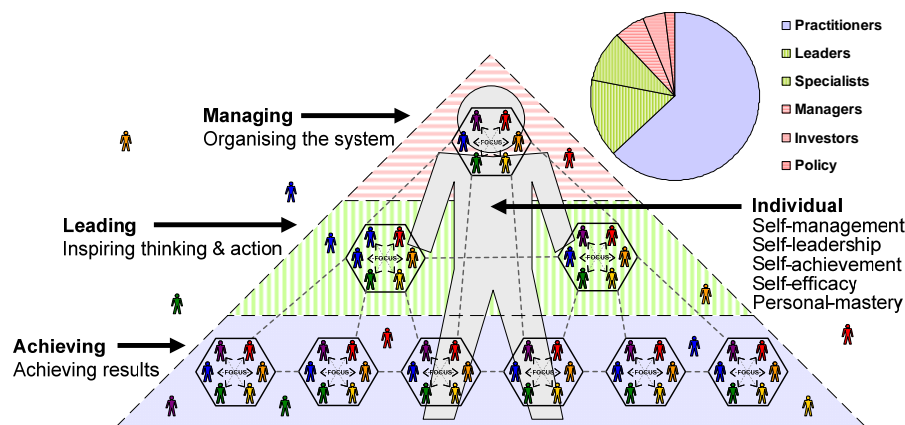 Practitioners
Leaders
Specialists
Managers
Investors
Policy
Managing
Organising the system
FOCUS
Individual
Self-management
Self-leadership
Self-achievement
Self-efficacy
Personal-mastery
Leading
Inspiring thinking & action
FOCUS
FOCUS
Achieving
Achieving results
FOCUS
FOCUS
FOCUS
FOCUS
FOCUS
FOCUS